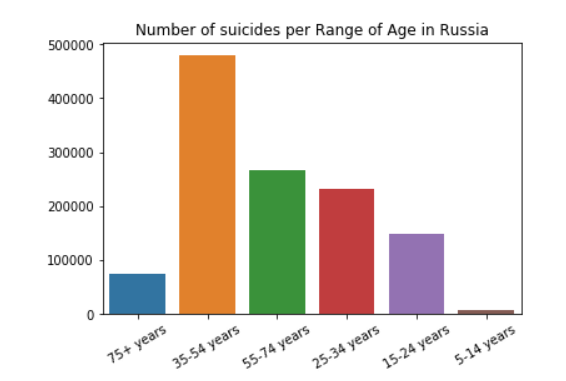 Number of suicides per Range of Age in Russia
500000
400000
300000
200000
100000
0
75+ years
35-54 years
55-74 years
25-34 years
15-24 years
5-14 years